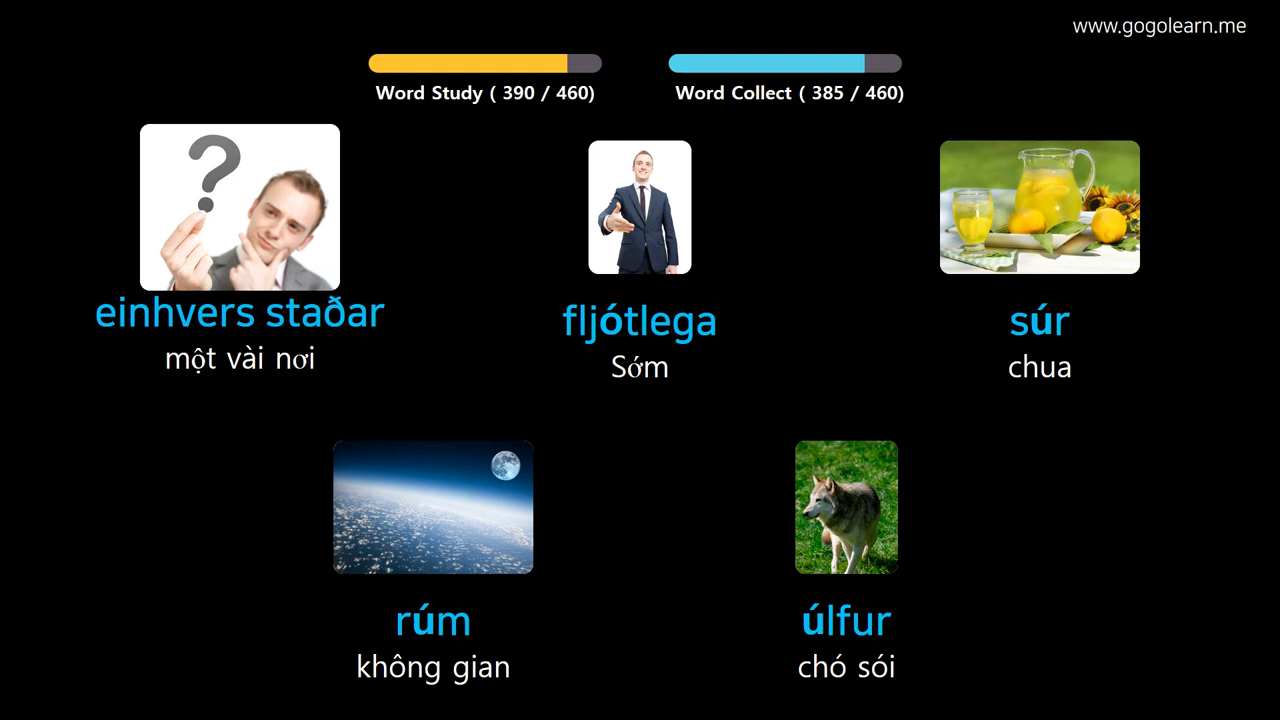 www.gogolearn.me
Word Study ( 390 / 460)
Word Collect ( 385 / 460)
einhvers staðar
một vài nơi
fljótlega
Sớm
súr
chua
rúm
không gian
úlfur
chó sói